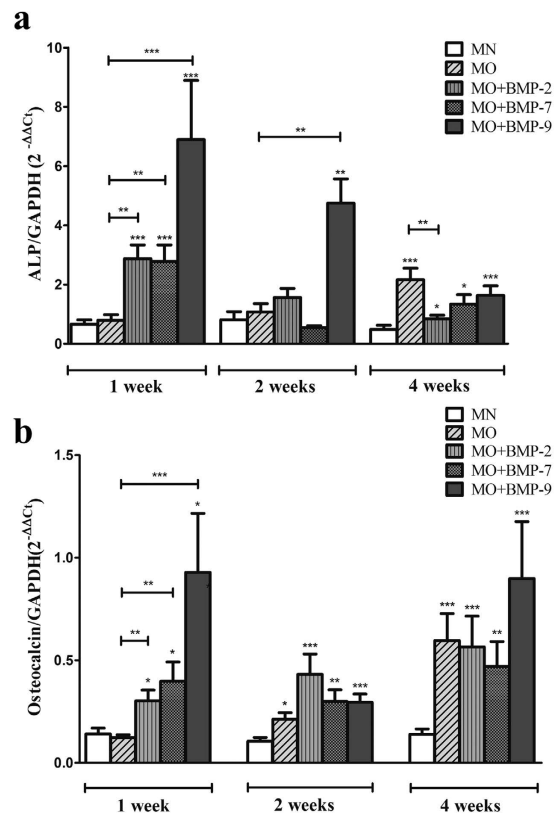 a
ALP/GAPDH (2 -ΔΔCt)
10
8
6
4
2
0
MN
MO
MO+BMP-2
MO+BMP-7
MO+BMP-9
***
***
**
**
***
***
**
**
**
***
*
*
***
1 week
2 weeks
4 weeks
b
Osteocalcin/GAPDH(2-ΔΔCt)
1.5
1.0
0.5
0.0
MN
MO
MO+BMP-2
MO+BMP-7
MO+BMP-9
***
*
**
**
*
*
*
***
**
***
***
***
**
***
1 week
2 weeks
4 weeks